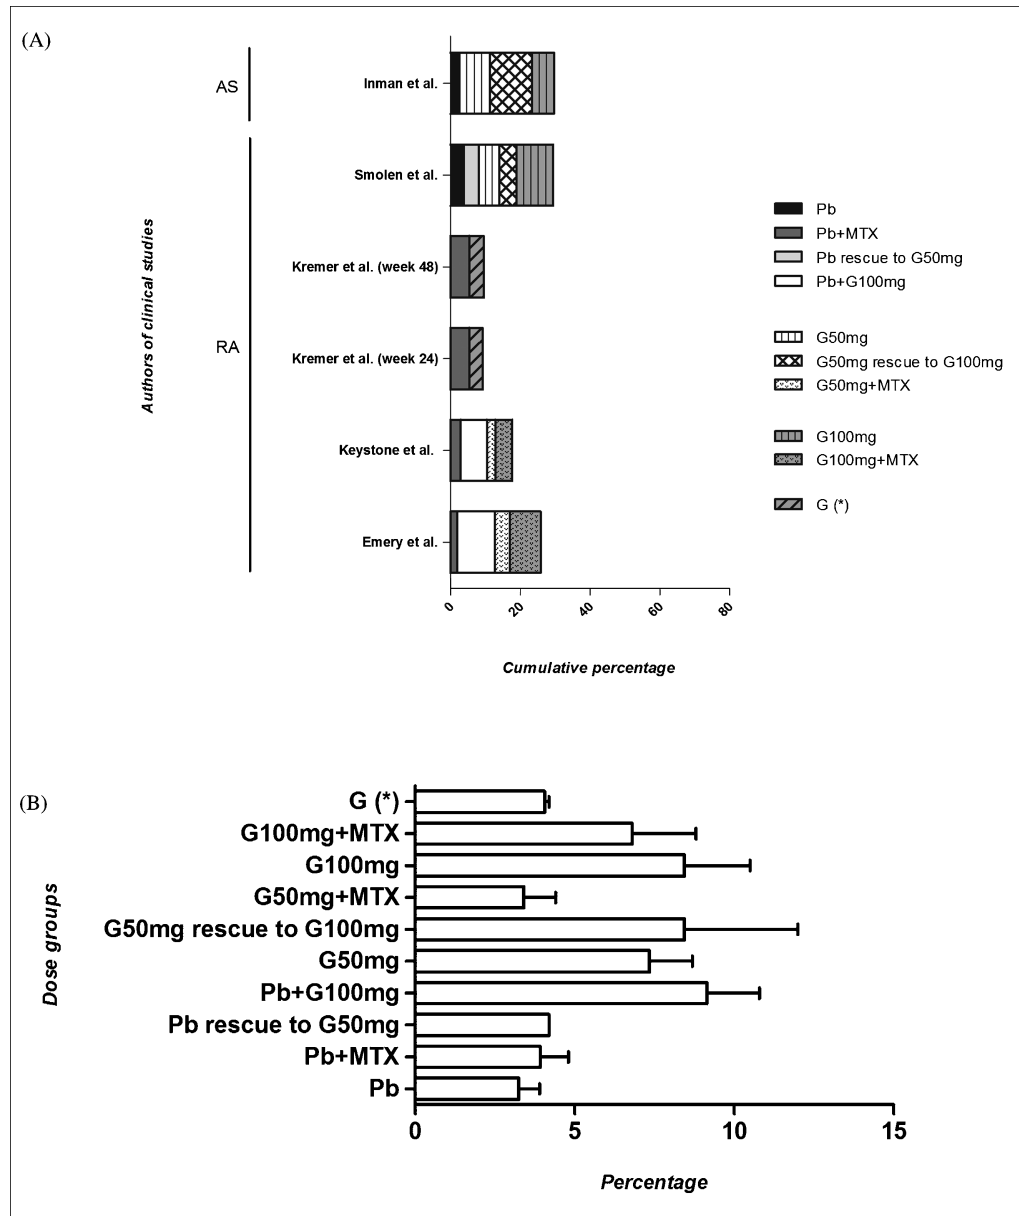 (A)
AS
RA
Authors of clinical studies
Inman et al.
Smolen et al.
Kremer et al. (week 48)
Kremer et al. (week 24)
Keystone et al.
Emery et al.
0 20 40 60 80
Cumulative percentage
Pb
Pb+MTX
Pb rescue to G50mg
Pb+G100mg
G50mg
G50mg rescue to G100mg
G50mg+MTX
G100mg
G100mg+MTX
G (*)
(B)
Dose groups
G (*)
G100mg+MTX
G100mg
G50mg+MTX
G50mg rescue to G100mg
G50mg
Pb+G100mg
Pb rescue to G50mg
Pb+MTX
Pb
0 5 10 15
Percentage